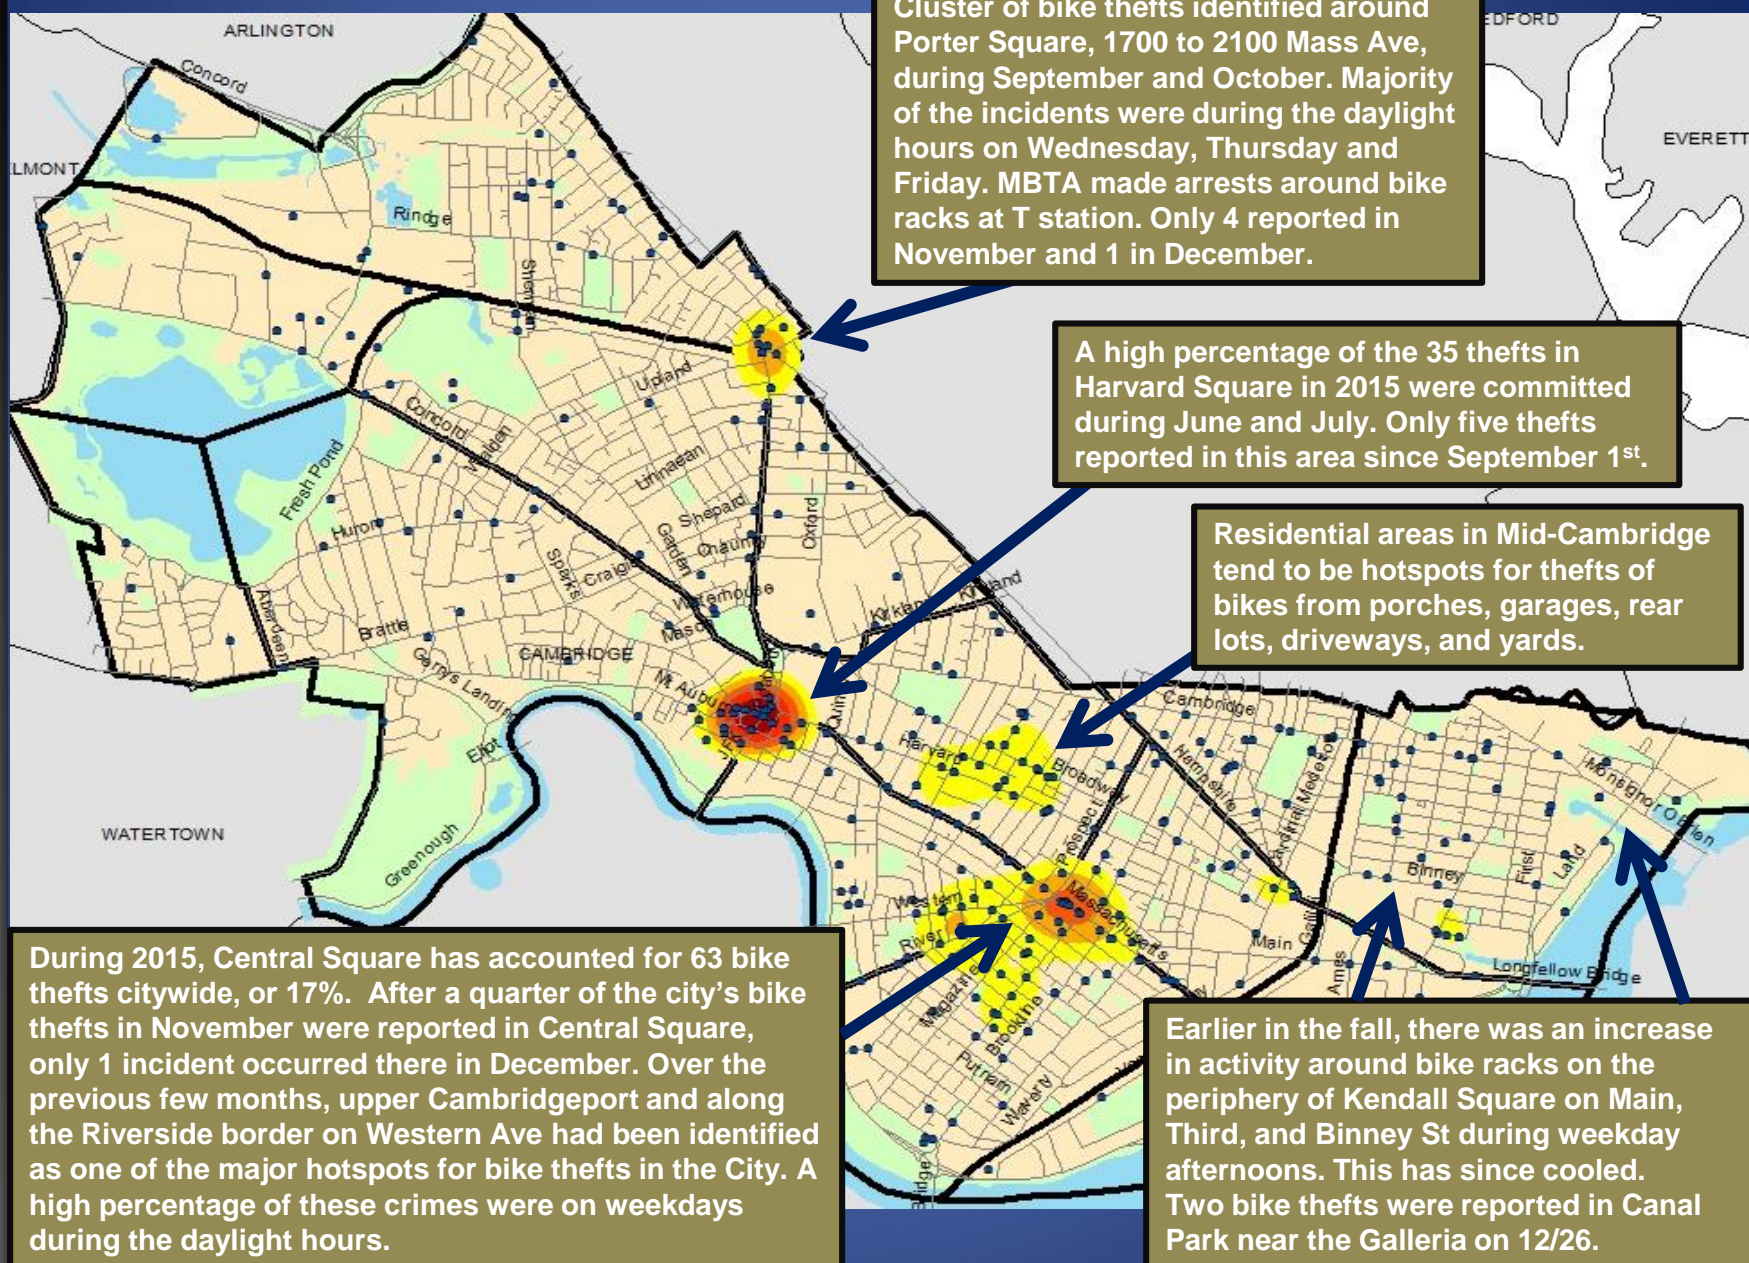 Cluster of bike thefts identified around
Porter Square, 1700 to 2100 Mass Ave,
during September and October. Majority
of the incidents were during the daylight
hours on Wednesday, Thursday and
Friday. MBTA made arrests around bike
racks at T station. Only 4 reported in
November and 1 in December.
ARLINGTON
EDFORD
EVERETT
LMONT
Concord
Rindge
Sherman
A high percentage of the 35 thefts in
Harvard Square in 2015 were committed
during June and July. Only five thefts
reported in this area since September 1st.
Upland
Concord
Walden
Linnaean
Fresh Pond
Shepard
Oxford
Huron
Garden
Chauncy
Sparks
Craigie
Waterhouse
Kirkland
Kirkland
Mason
Aberdeen
Brattle
CAMBRIDGE
Residential areas in Mid-Cambridge
tend to be hotspots for thefts of
bikes from porches, garages, rear
lots, driveways, and yards.
Gerrys Landing
Mt Auburn
Quin
Cambridge
Eliot
Harvard
Broadway
Hampshire
Cardinal Medeiros
Monsignor O'Brien
WATERTOWN
Greenough
Prospect
Binney
First
Land
Western
Massachusetts
River
Main
Galileo
Ames
Longfellow Bridge
Magazine
Brookline
Putnam
Waverly
During 2015, Central Square has accounted for 63 bike
thefts citywide, or 17%. After a quarter of the city's bike
thefts in November were reported in Central Square,
only 1 incident occurred there in December. Over the
previous few months, upper Cambridgeport and along
the Riverside border on Western Ave had been identified
as one of the major hotspots for bike thefts in the City. A
high percentage of these crimes were on weekdays
during the daylight hours.
Earlier in the fall, there was an increase
in activity around bike racks on the
periphery of Kendall Square on Main,
Third, and Binney St during weekday
afternoons. This has since cooled.
Two bike thefts were reported in Canal
Park near the Galleria on 12/26.